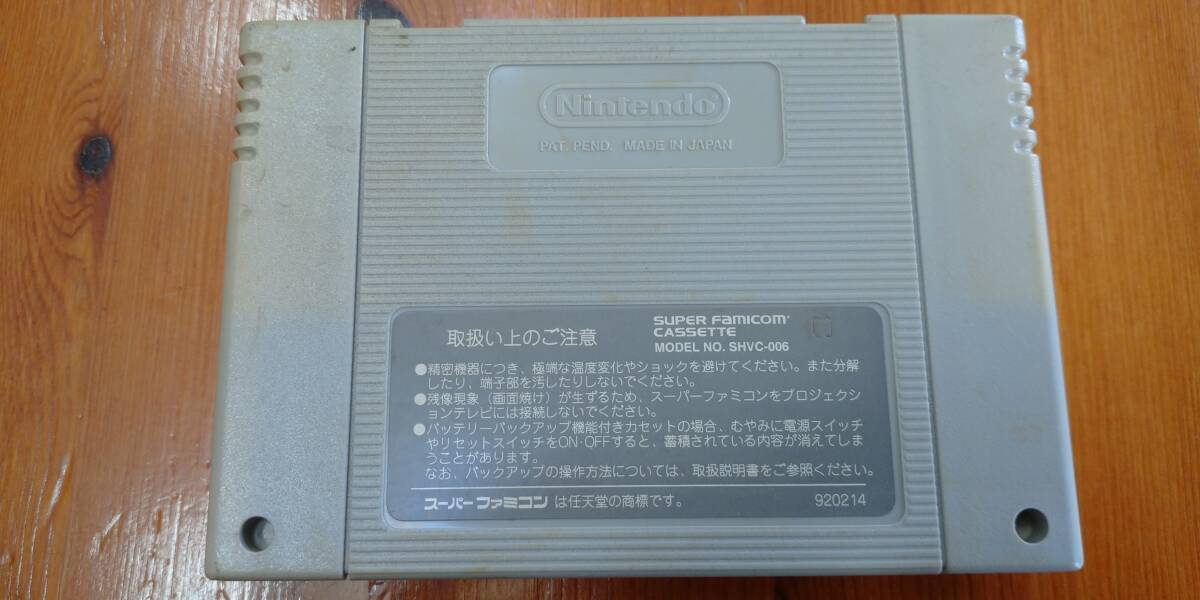 Nintendo®
PAT. PEND. MADE IN JAPAN
取扱い上のご注意
SUPER FAMICOM®
CASSETTE
MODEL NO. SHVC-006
●精密機器につき、極端な温度変化やショックを避けてください。また分解
したり、端子部を汚したりしないでください。
●残像現象(画面焼け)が生ずるため、スーパーファミコンをプロジェクシ
ョンテレビには接続しないでください。
●バッテリーバックアップ機能付きカセットの場合、むやみに電源スイッチ
やリセットスイッチをON·OFFすると、蓄積されている内容が消えてしま
うことがあります。
なお、バックアップの操作方法については、取扱説明書をご参照ください。
スーパーファミコン は任天堂の商標です。
920214